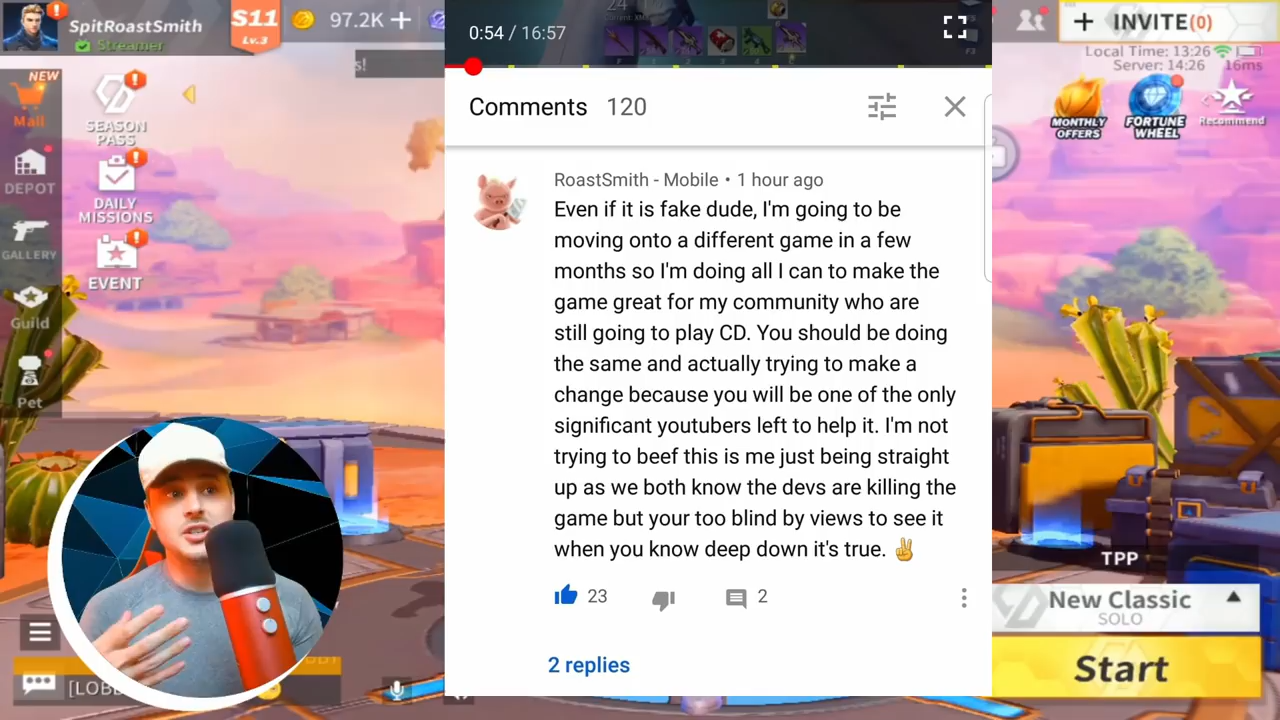 SpitRoastSmith
Streamer
S11
Lv.3
97.2K
0:54 / 16:57
INVITE(0)
Local Time: 13:26
Server: 14:26
16ms
NEW
Mall
DEPOT
GALLERY
Guild
Pet
SEASON
PASS
DAILY
MISSIONS
EVENT
s!
24
Comments 120
RoastSmith - Mobile • 1 hour ago
Even if it is fake dude, I'm going to be
moving onto a different game in a few
months so I'm doing all I can to make the
game great for my community who are
still going to play CD. You should be doing
the same and actually trying to make a
change because you will be one of the only
significant youtubers left to help it. I'm not
trying to beef this is me just being straight
up as we both know the devs are killing the
game but your too blind by views to see it
when you know deep down it's true. ✌
23
2
2 replies
MONTHLY
OFFERS
FORTUNE
WHEEL
Recommend
TPP
New Classic
SOLO
Start
[LOBB